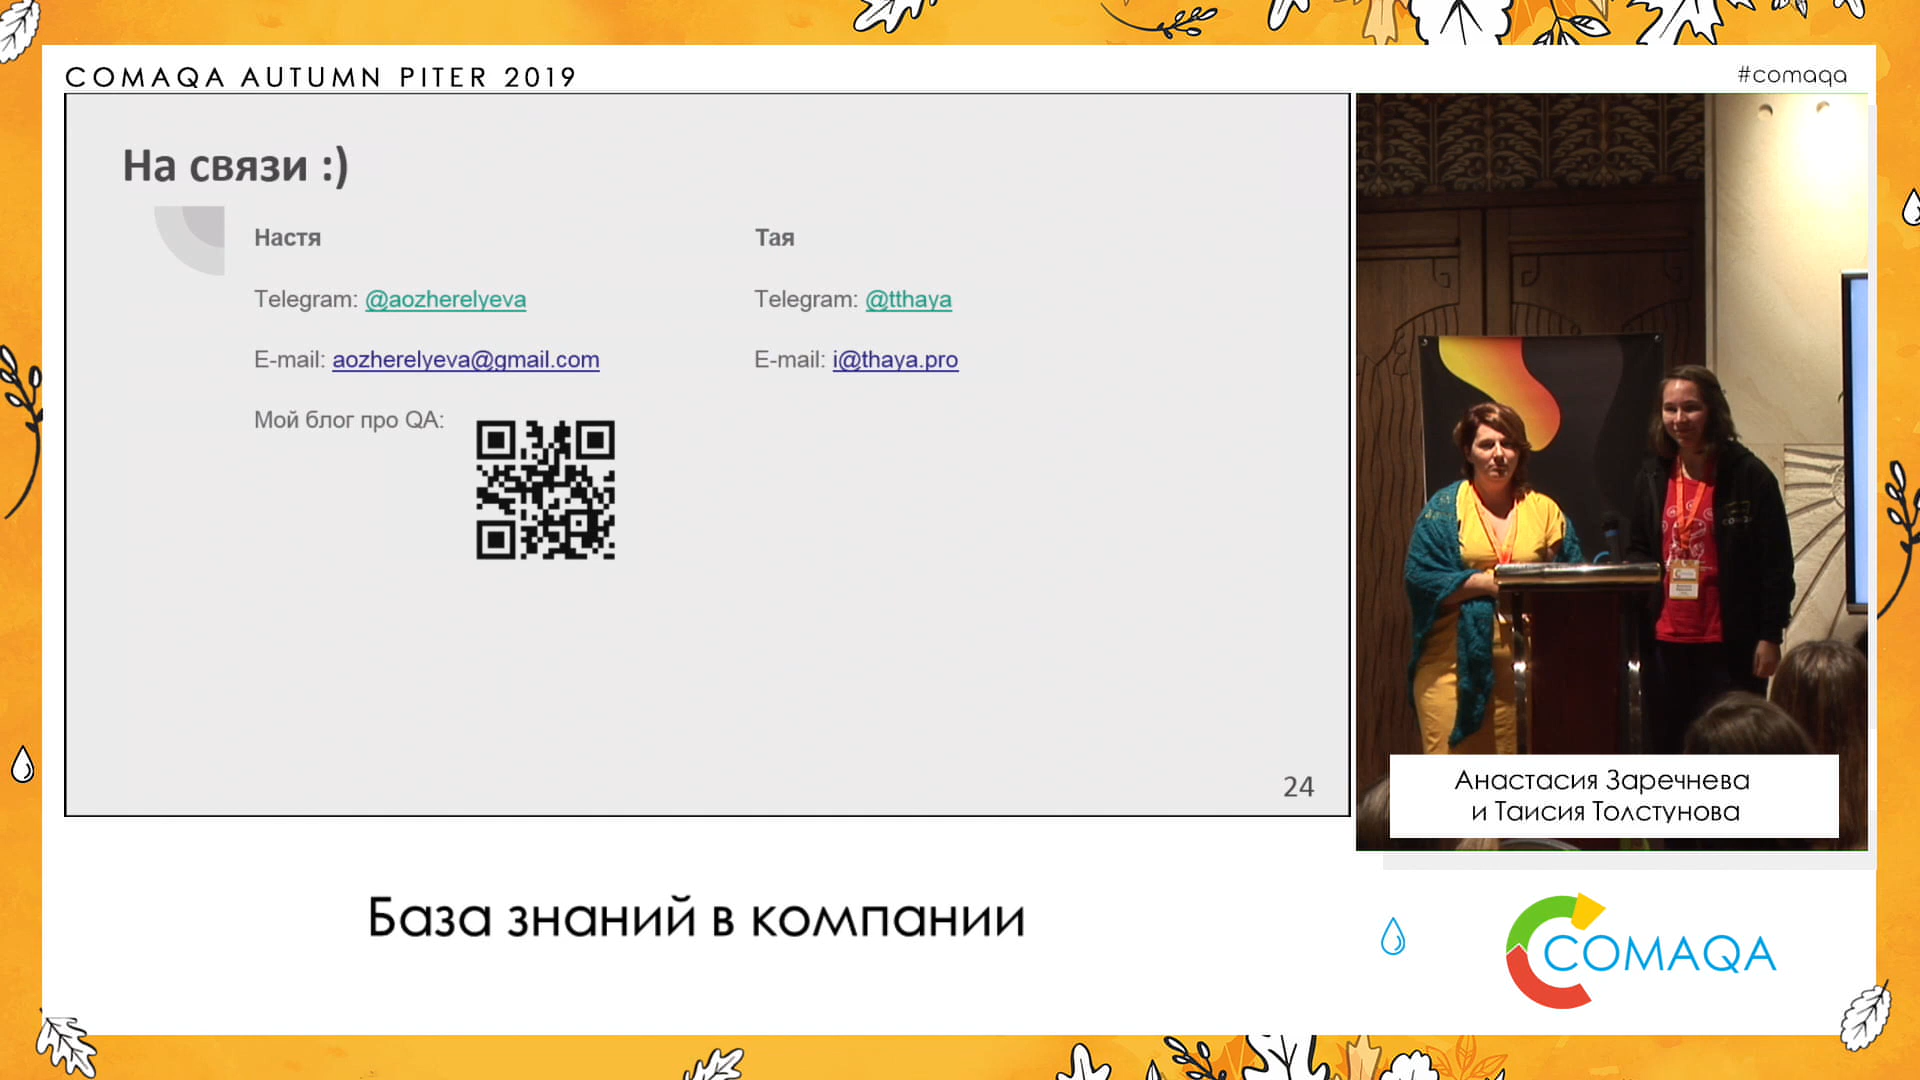 COMAQA AUTUMN PITER 2019
#comaqa
На связи :)
Настя
Telegram: @aozherelyeva
E-mail: aozherelyeva@gmail.com
Мой блог про QA:
Тая
Telegram: @tthaya
E-mail: i@thaya.pro
24
Анастасия Заречнева
и Таисия Толстунова
База знаний в компании
COMAQA